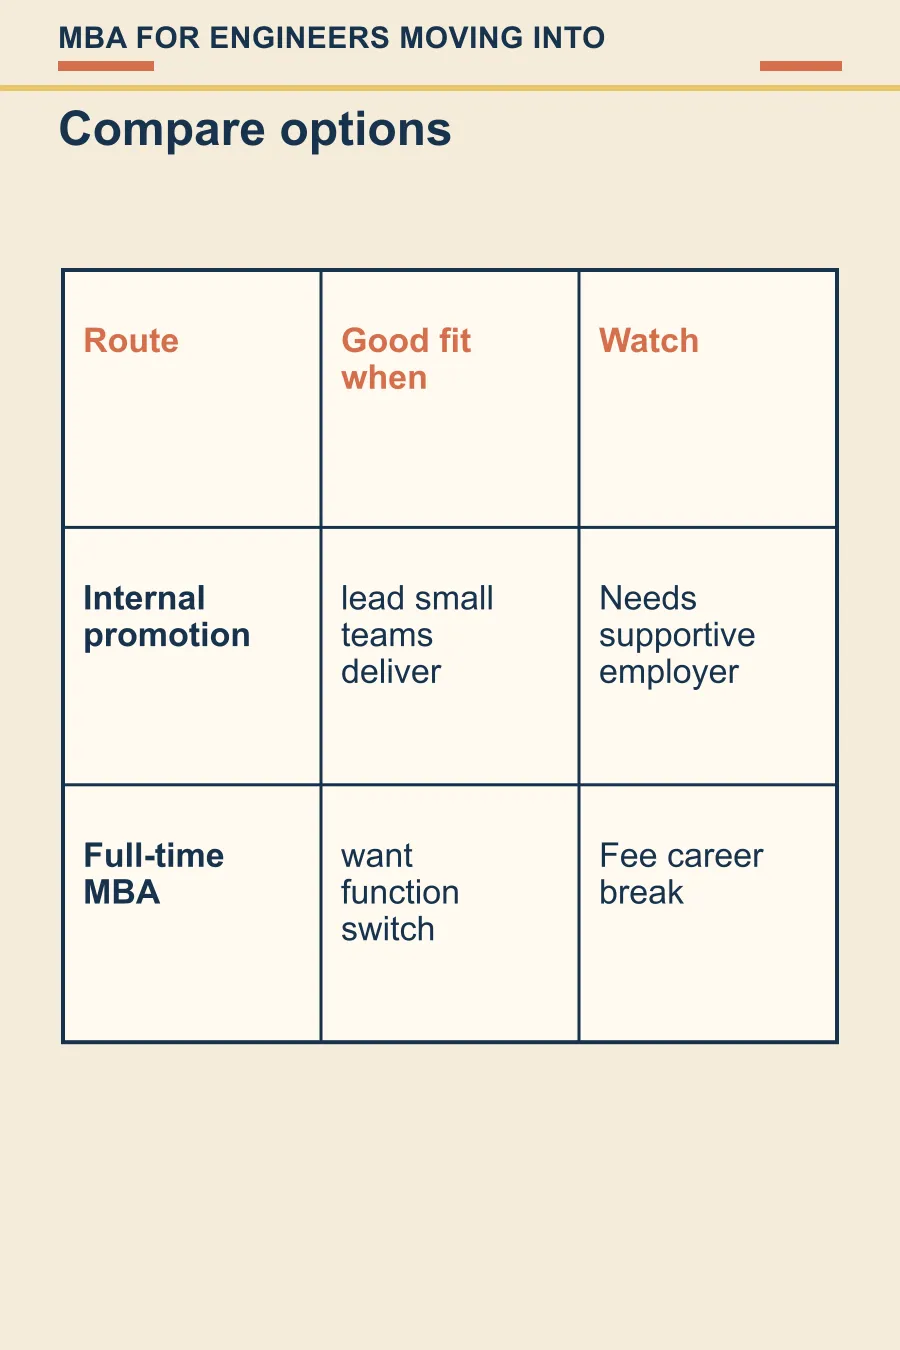 MBA FOR ENGINEERS MOVING INTO
Compare options
Route
Good fit
when
Watch
Internal
promotion
lead small
teams
deliver
Needs
supportive
employer
Full-time
MBA
want
function
switch
Fee career
break